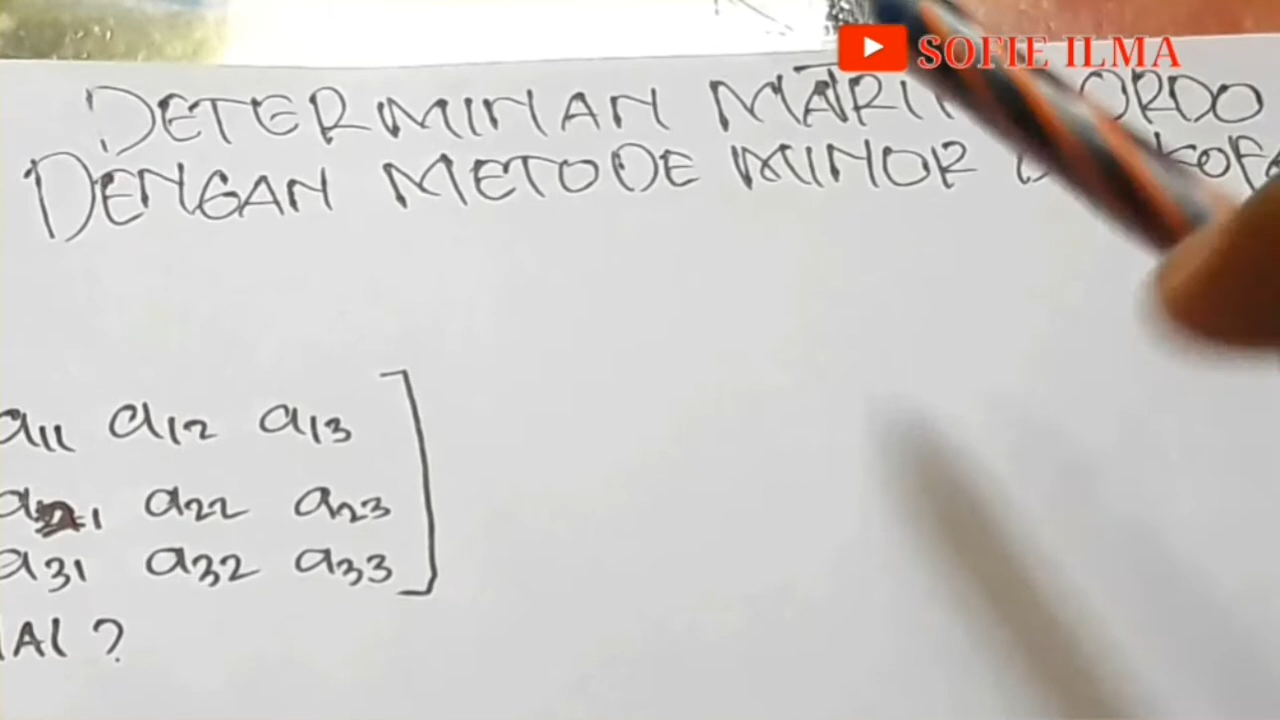 SOFIE ILMA
DETERMINAN ORDO
DENGAN METODE MINOR
a11 a12 a13
a22 a23
a31 a32 a33
|A| ?